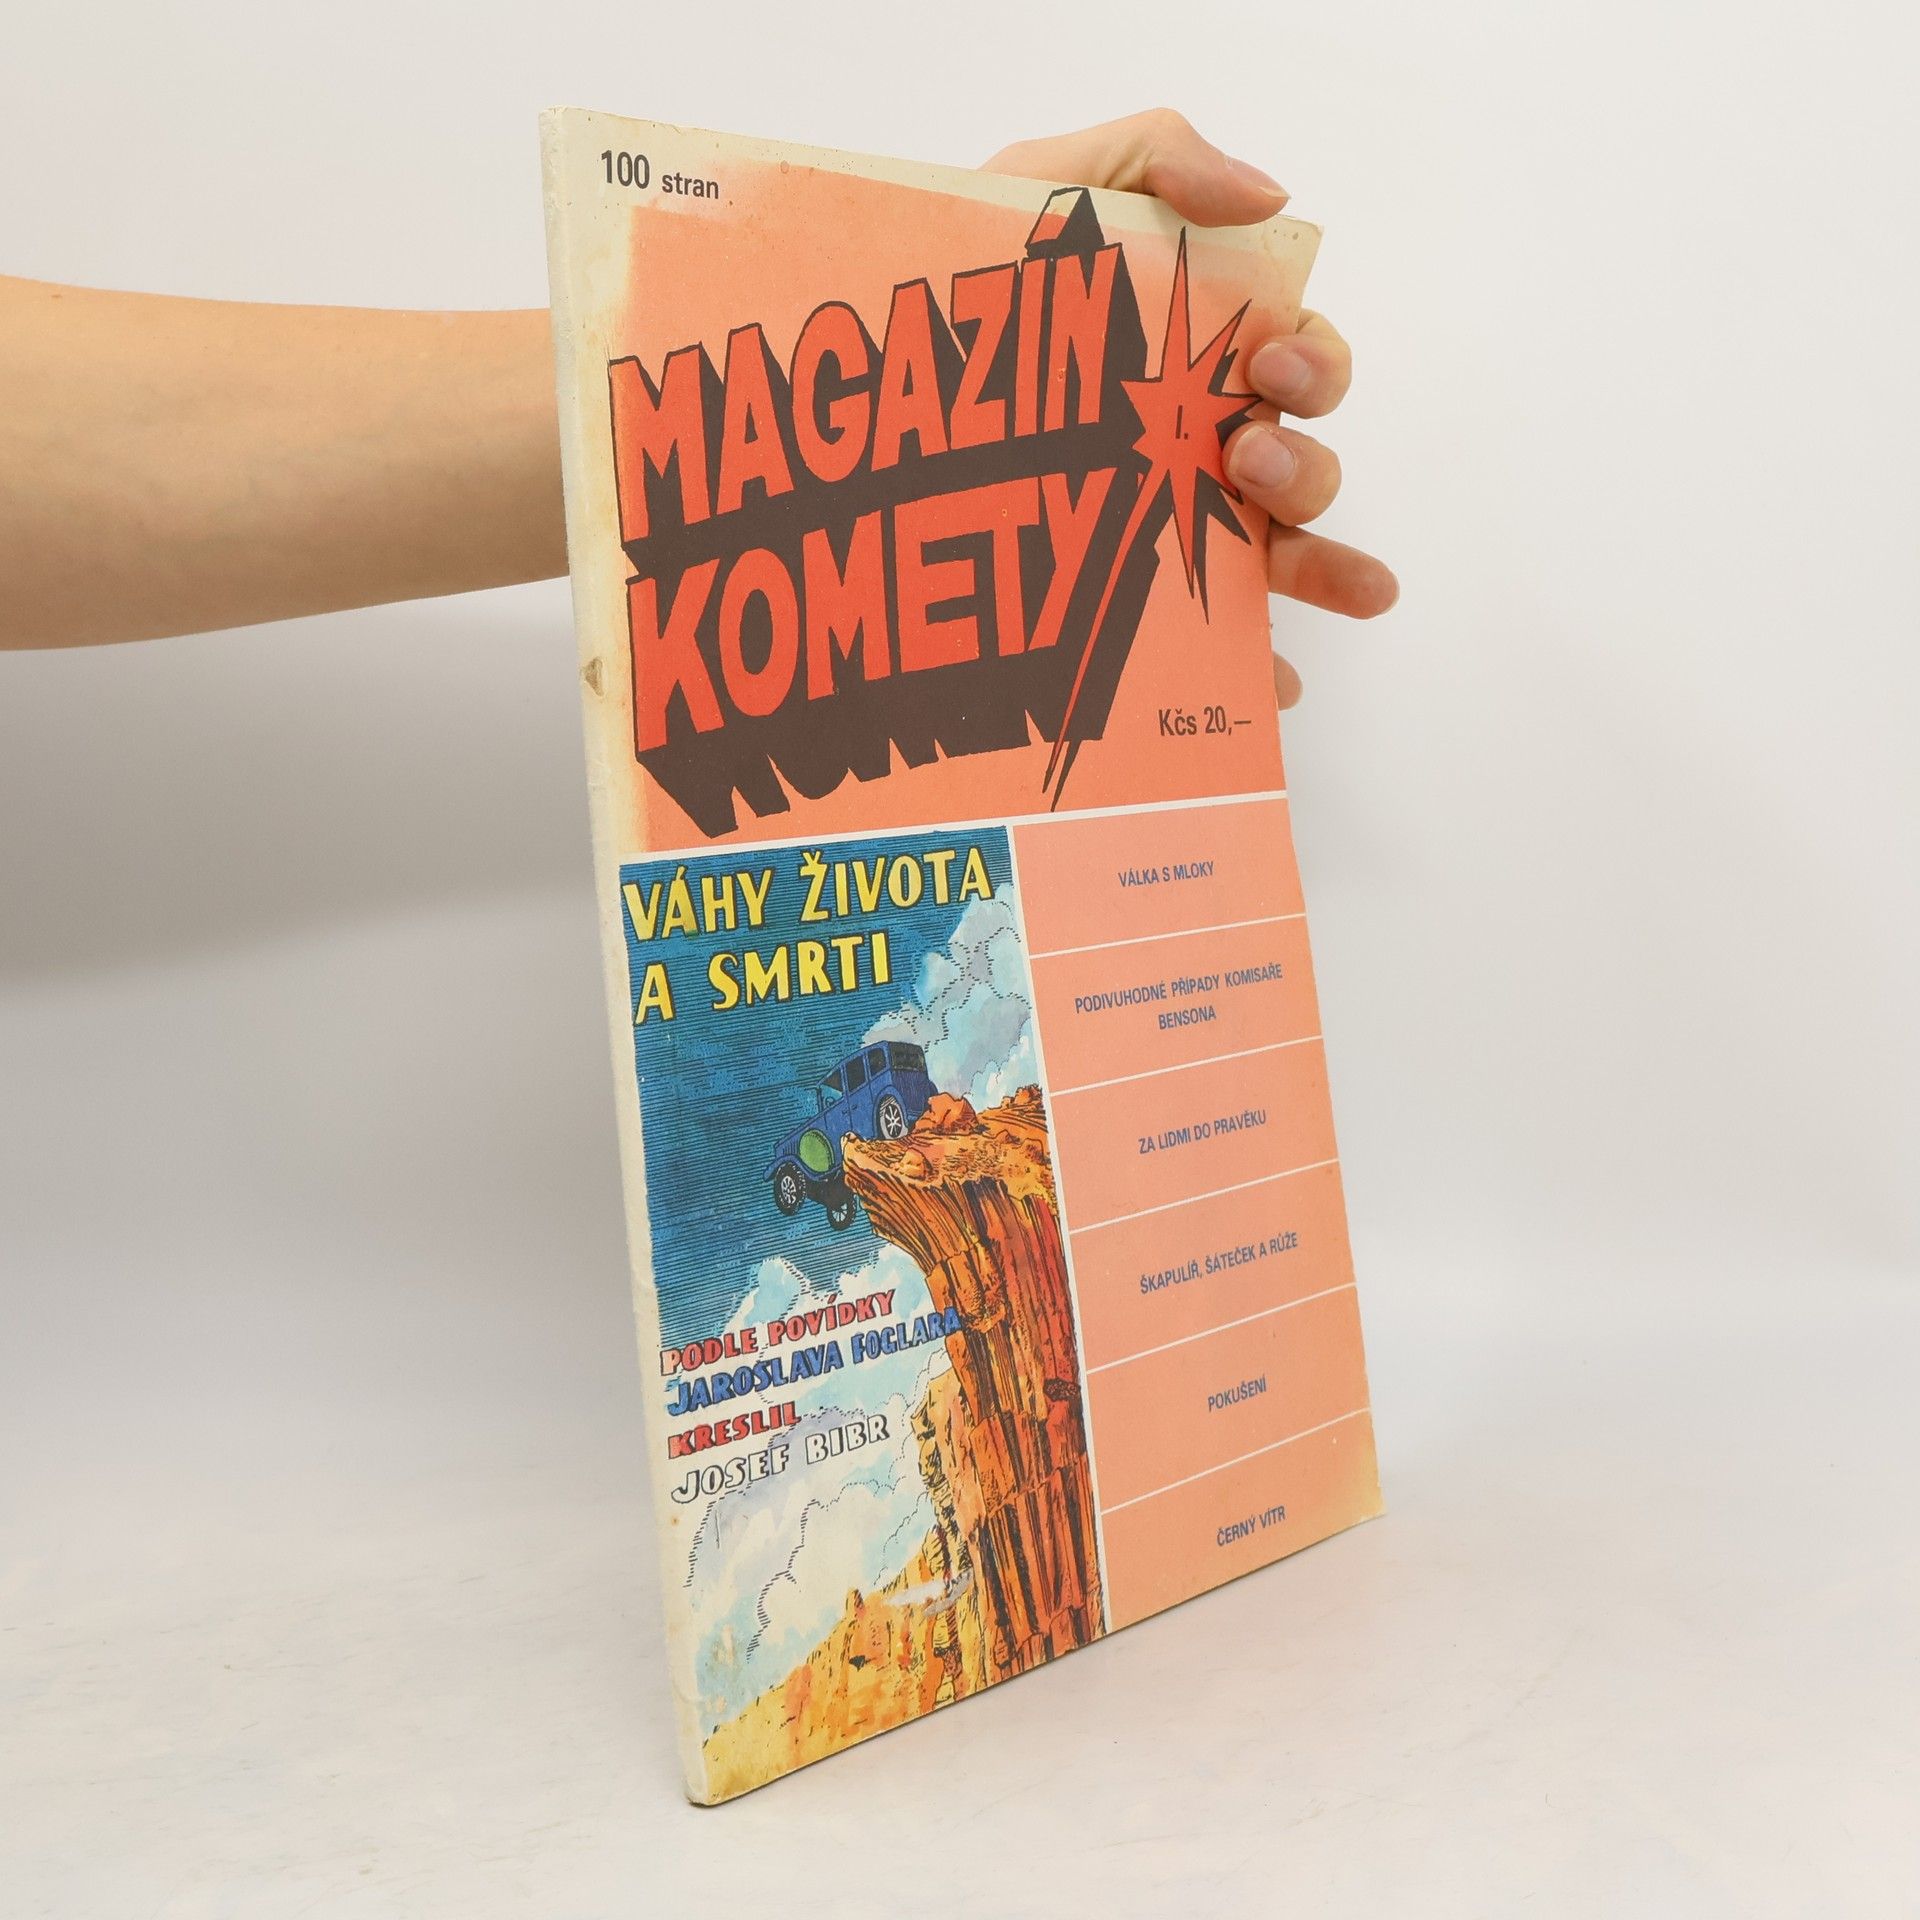 100 stran
MAGAZÍN
KOMETY
I.
Kčs 20,—
VÁHY ŽIVOTA
A SMRTI
PODLE POVÍDKY
JAROSLAVA FOGLARA
KRESLIL
JOSEF BIBR
VÁLKA S MLOKY
PODIVUHODNÉ PŘÍPADY KOMISAŘE
BENSONA
ZA LIDMI DO PRAVĚKU
ŠKAPULÍŘ, ŠÁTEČEK A RŮŽE
POKUŠENÍ
ČERNÝ VÍTR